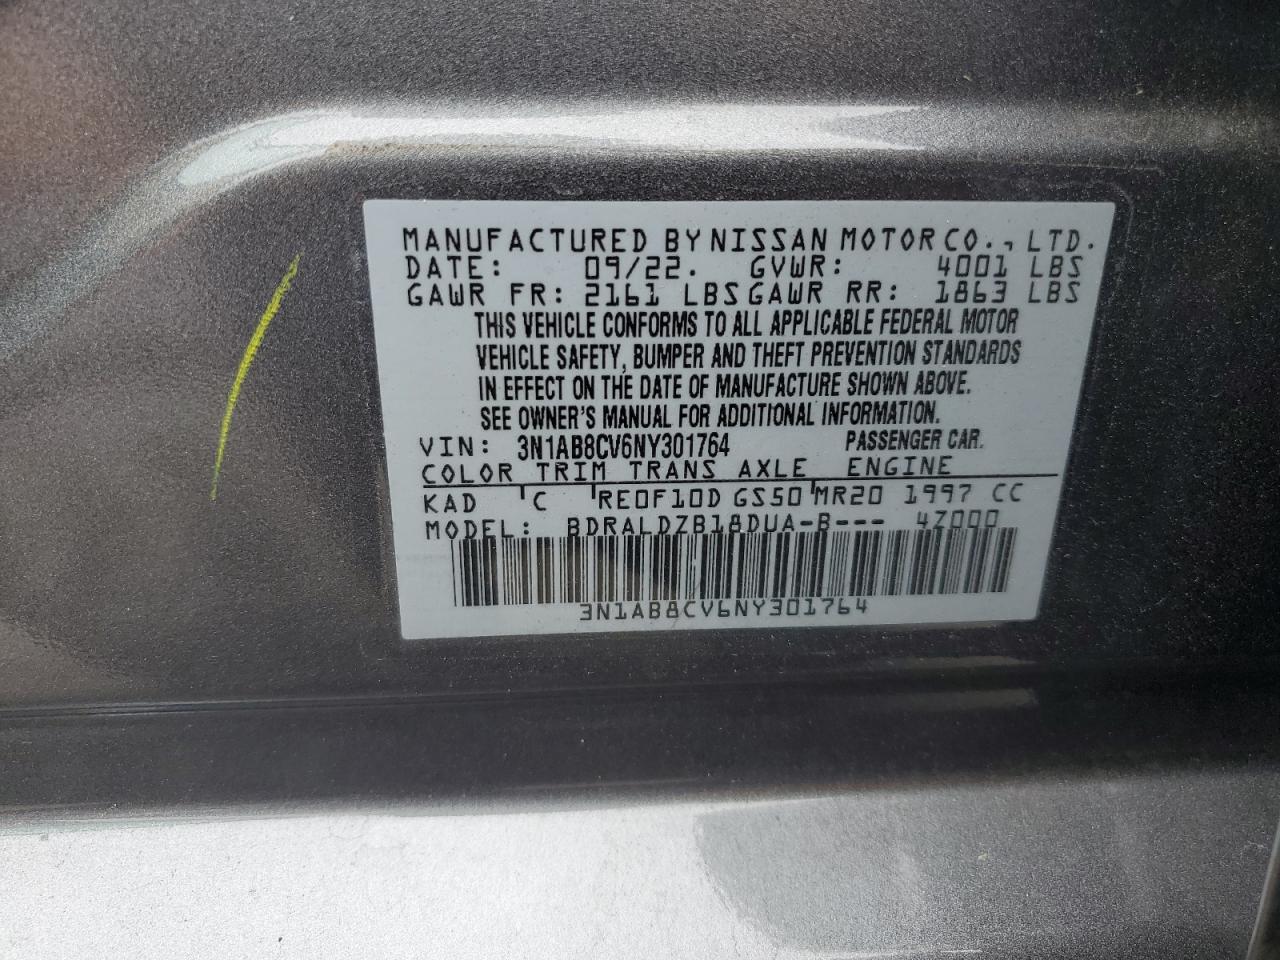 MANUFACTURED BY NISSAN MOTOR CO., LTD.
DATE: 09/22. GVWR: 4001 LBS
GAWR FR: 2161 LBS GAWR RR: 1863 LBS
THIS VEHICLE CONFORMS TO ALL APPLICABLE FEDERAL MOTOR
VEHICLE SAFETY, BUMPER AND THEFT PREVENTION STANDARDS
IN EFFECT ON THE DATE OF MANUFACTURE SHOWN ABOVE.
SEE OWNER'S MANUAL FOR ADDITIONAL INFORMATION.
VIN: 3N1AB8CV6NY301764 PASSENGER CAR.
COLOR TRIM TRANS AXLE ENGINE
KAD C RE0F10D GS50 MR20 1997 CC
MODEL: BDRALDZB18DUA-B--- 4Z000
3N1AB8CV6NY301764